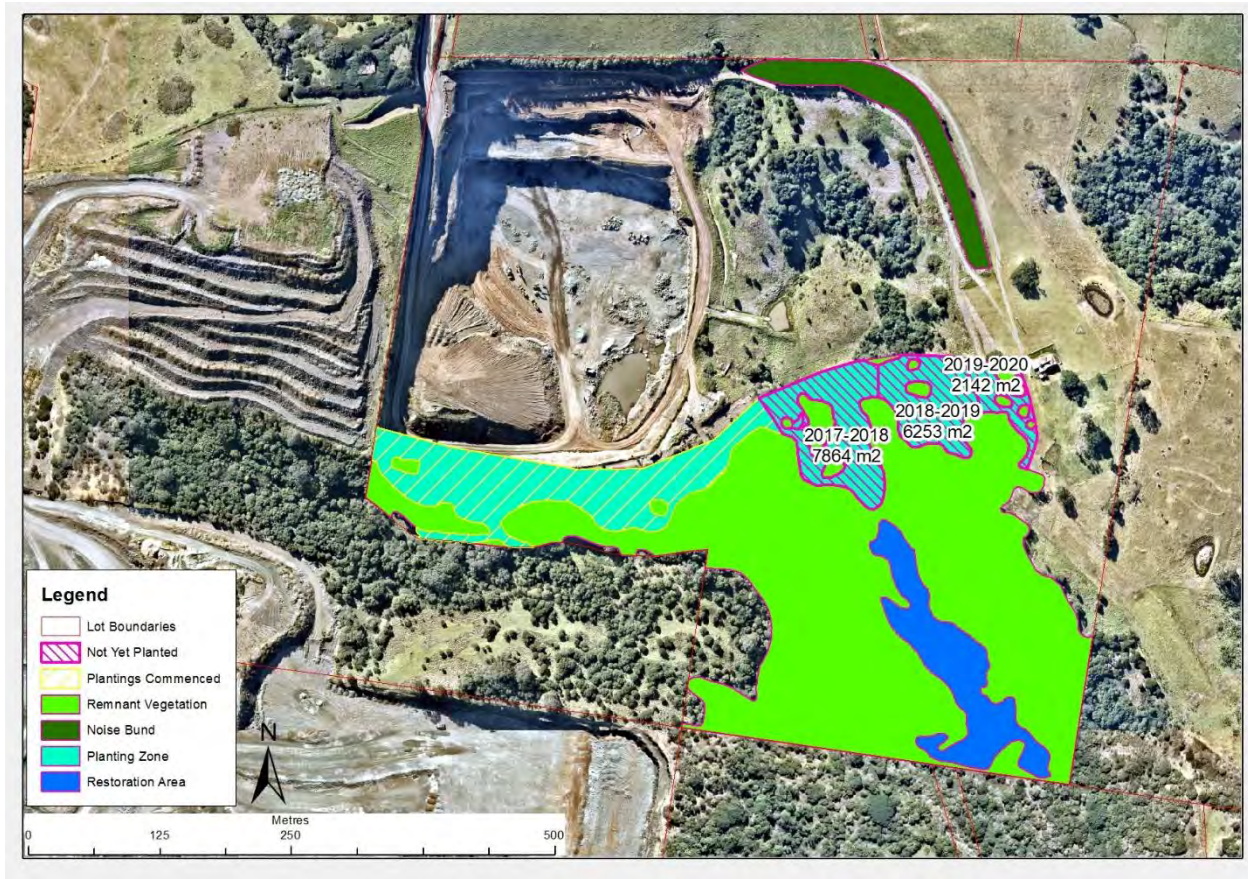 2019-2020
2142 m2
2018-2019
6253 m2
2017-2018
7864 m2
Legend
Lot Boundaries
Not Yet Planted
Plantings Commenced
Remnant Vegetation
Noise Bund
Planting Zone
Restoration Area
N
Metres
0 125 250 500